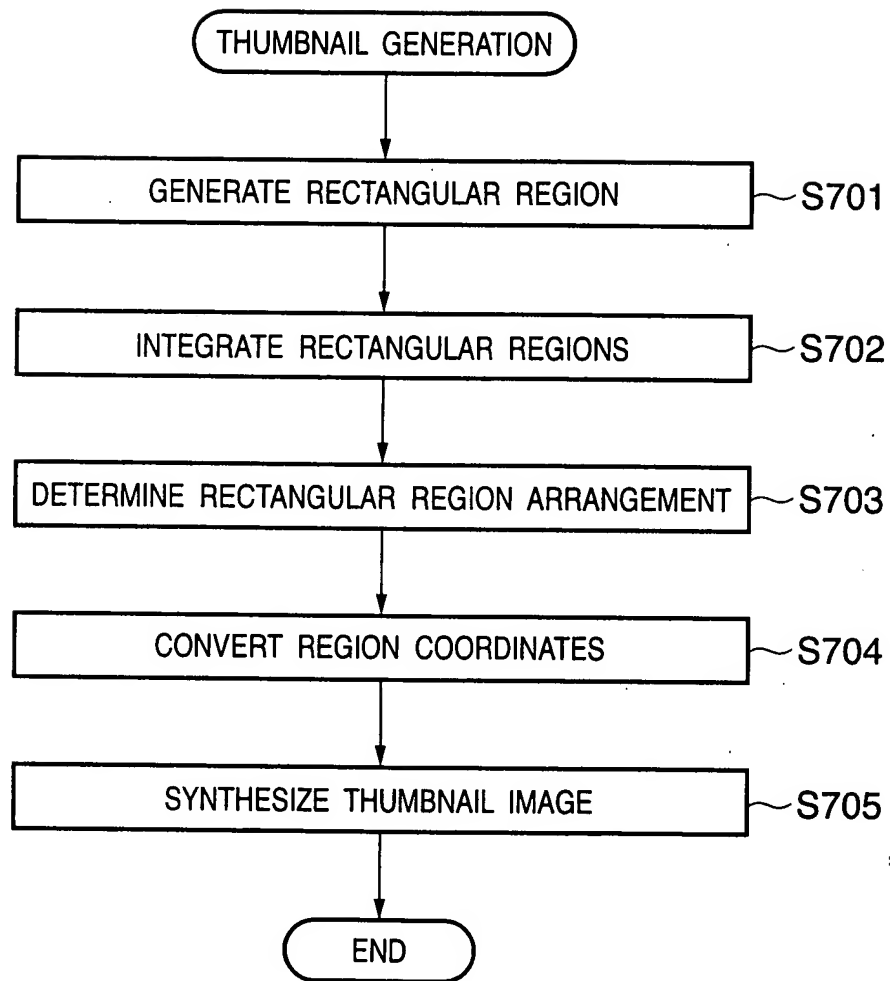 THUMBNAIL GENERATION
GENERATE RECTANGULAR REGION
S701
INTEGRATE RECTANGULAR REGIONS
S702
DETERMINE RECTANGULAR REGION ARRANGEMENT
S703
CONVERT REGION COORDINATES
S704
SYNTHESIZE THUMBNAIL IMAGE
S705
END